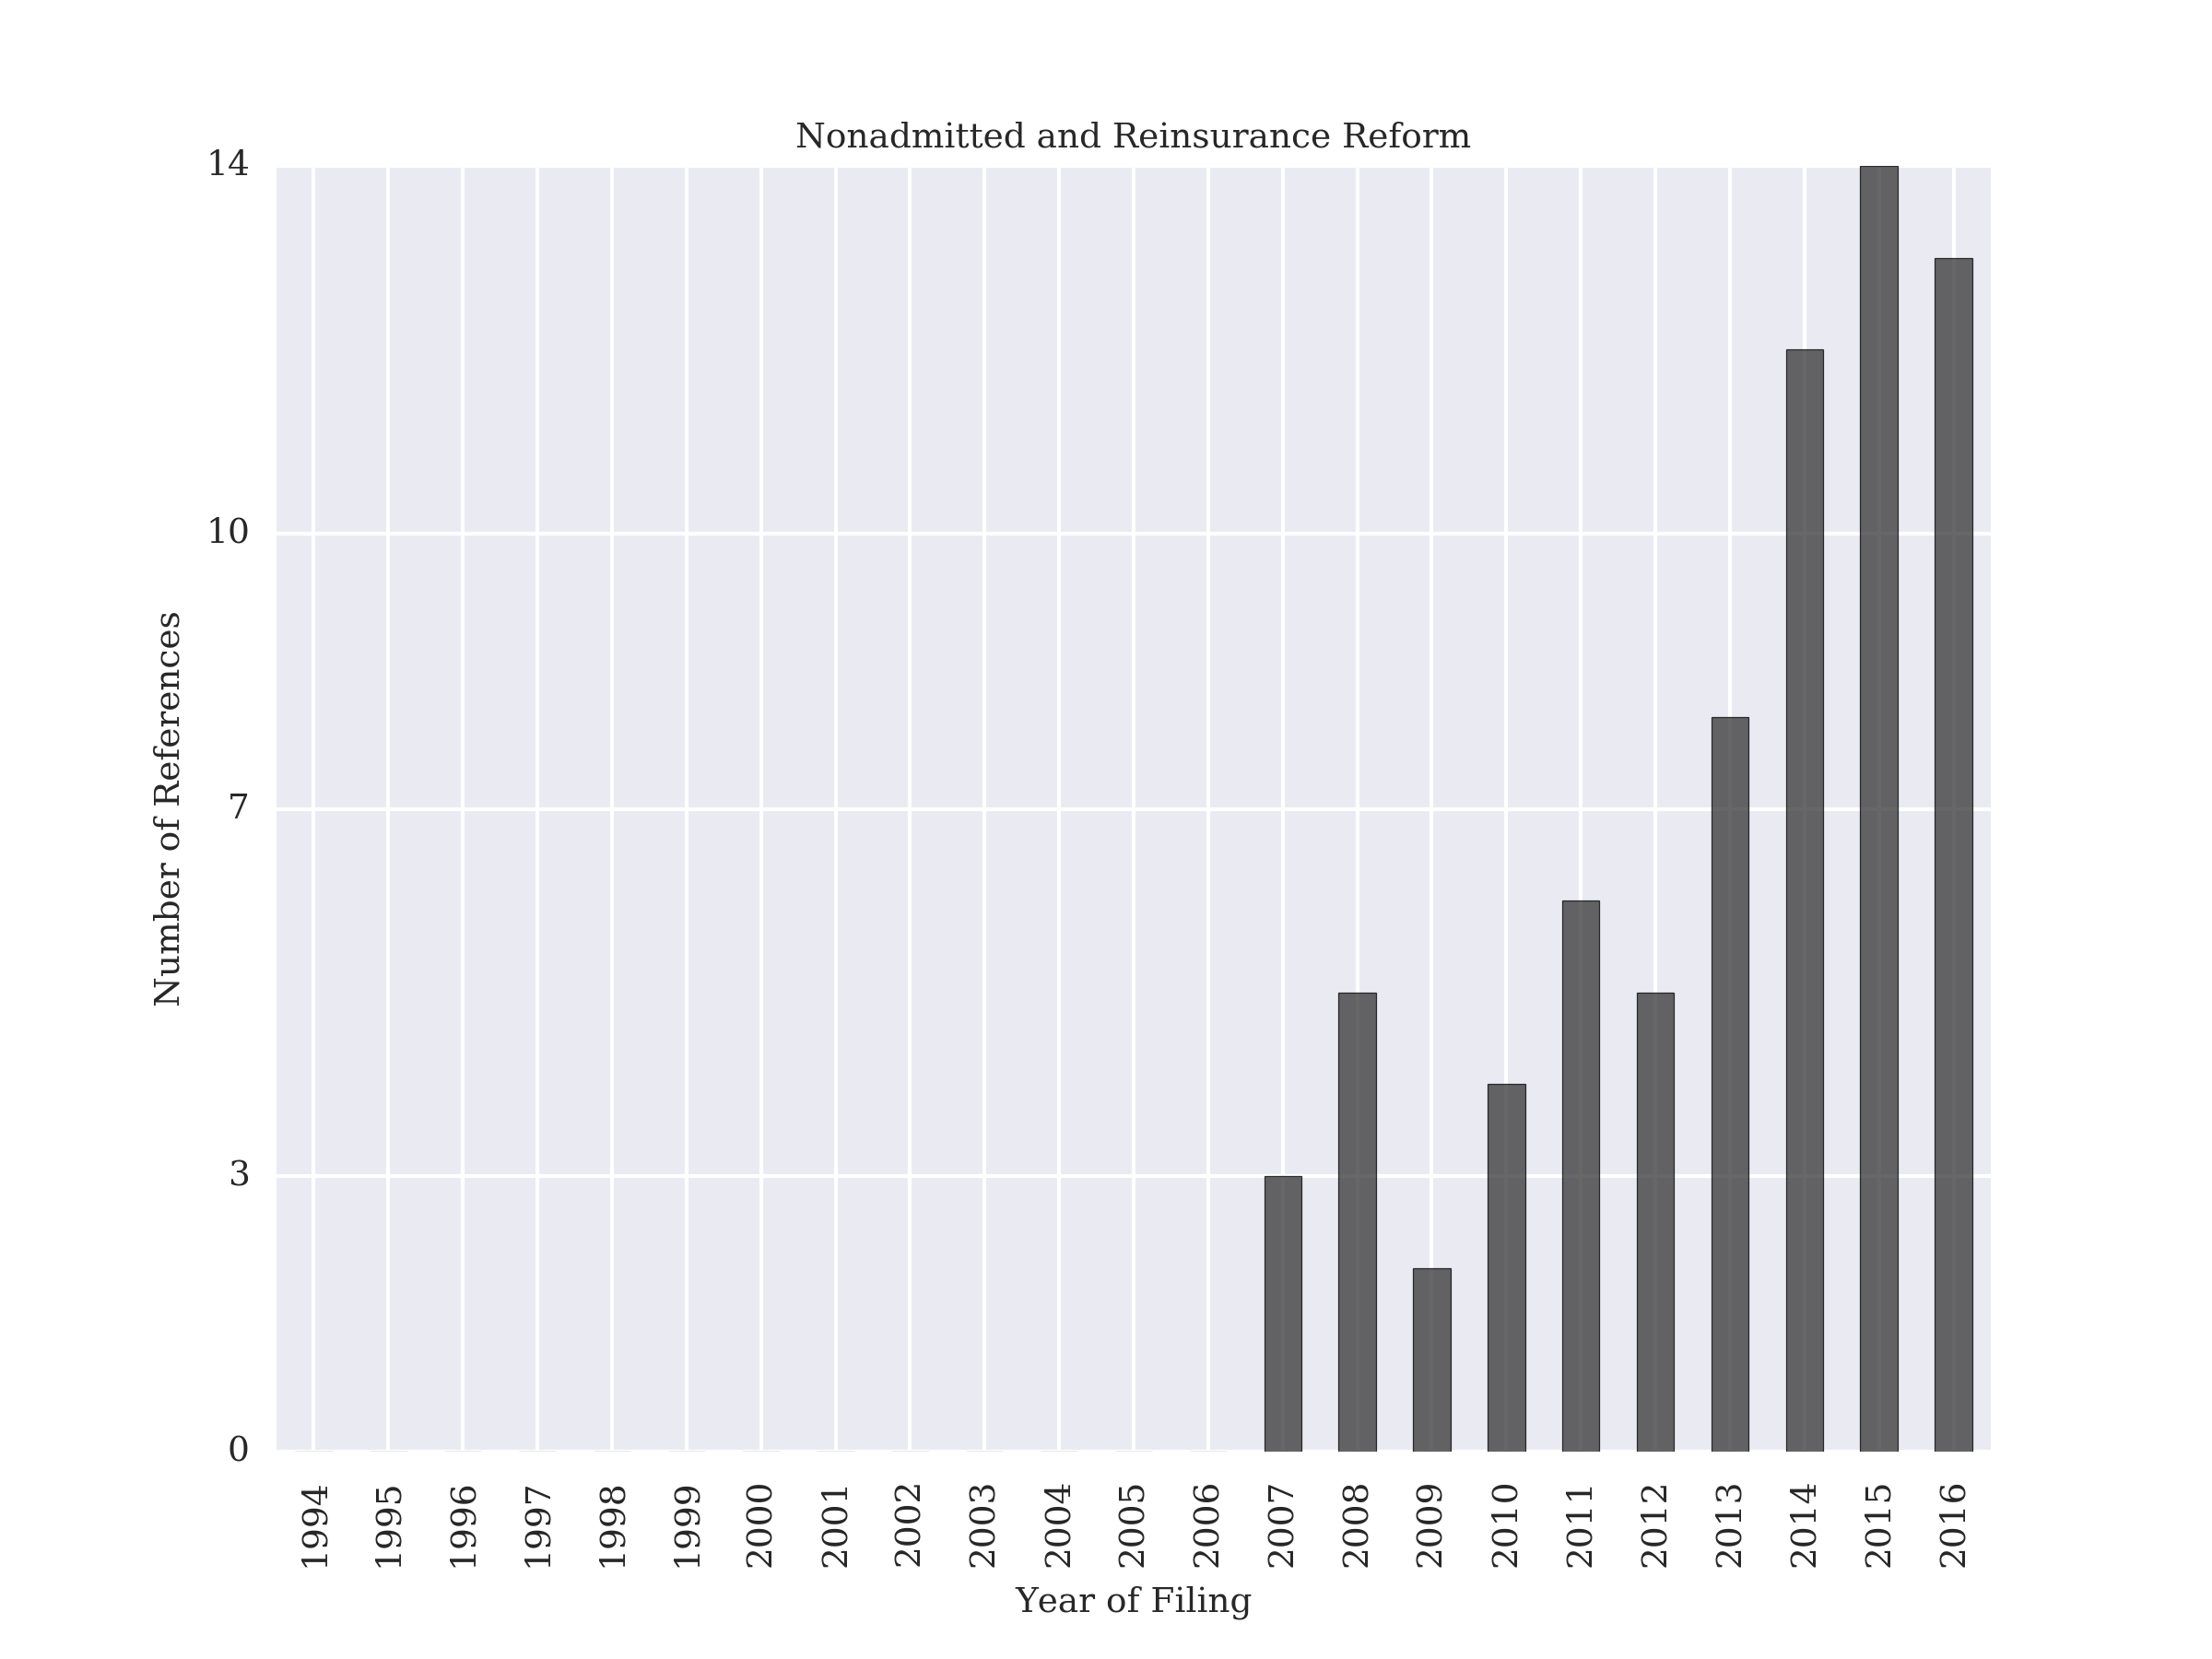 Nonadmitted and Reinsurance Reform
14
10
7
3
0
Number of References
1994 1995 1996 1997 1998 1999 2000 2001 2002 2003 2004 2005 2006 2007 2008 2009 2010 2011 2012 2013 2014 2015 2016
Year of Filing